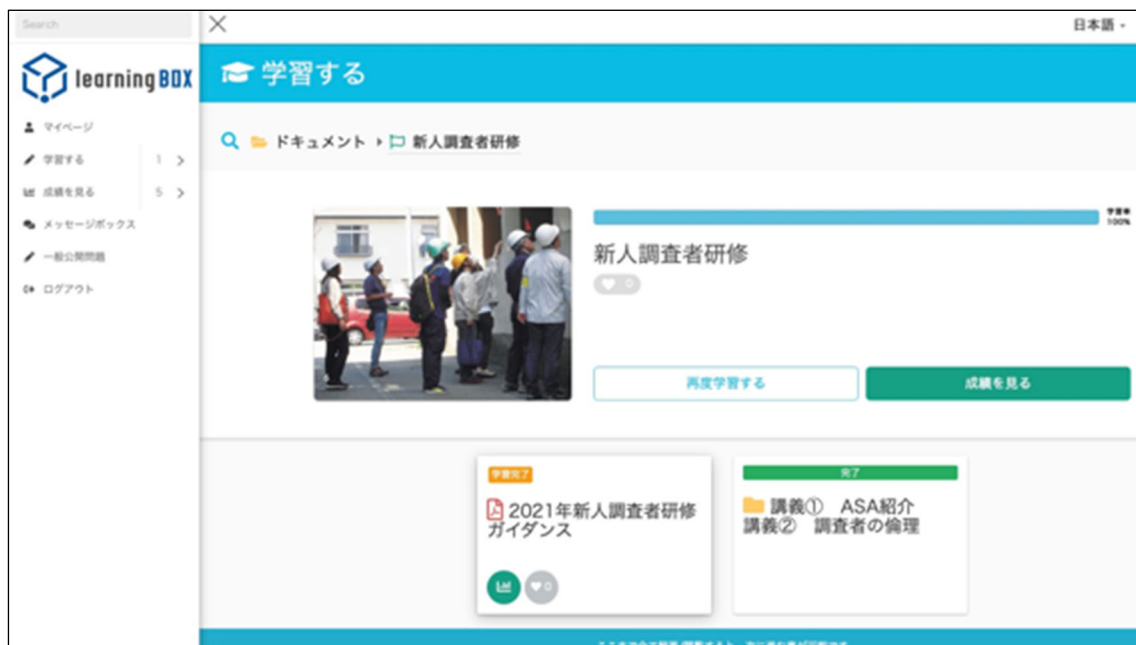 Search
日本語
learningBOX
学習する
マイページ
学習する 1
成績を見る 5
メッセージボックス
一般公開問題
ログアウト
ドキュメント 新人調査者研修
学習率
100%
新人調査者研修
0
再度学習する
成績を見る
学習完了
2021年新人調査者研修
ガイダンス
0
完了
講義① ASA紹介
講義② 調査者の倫理